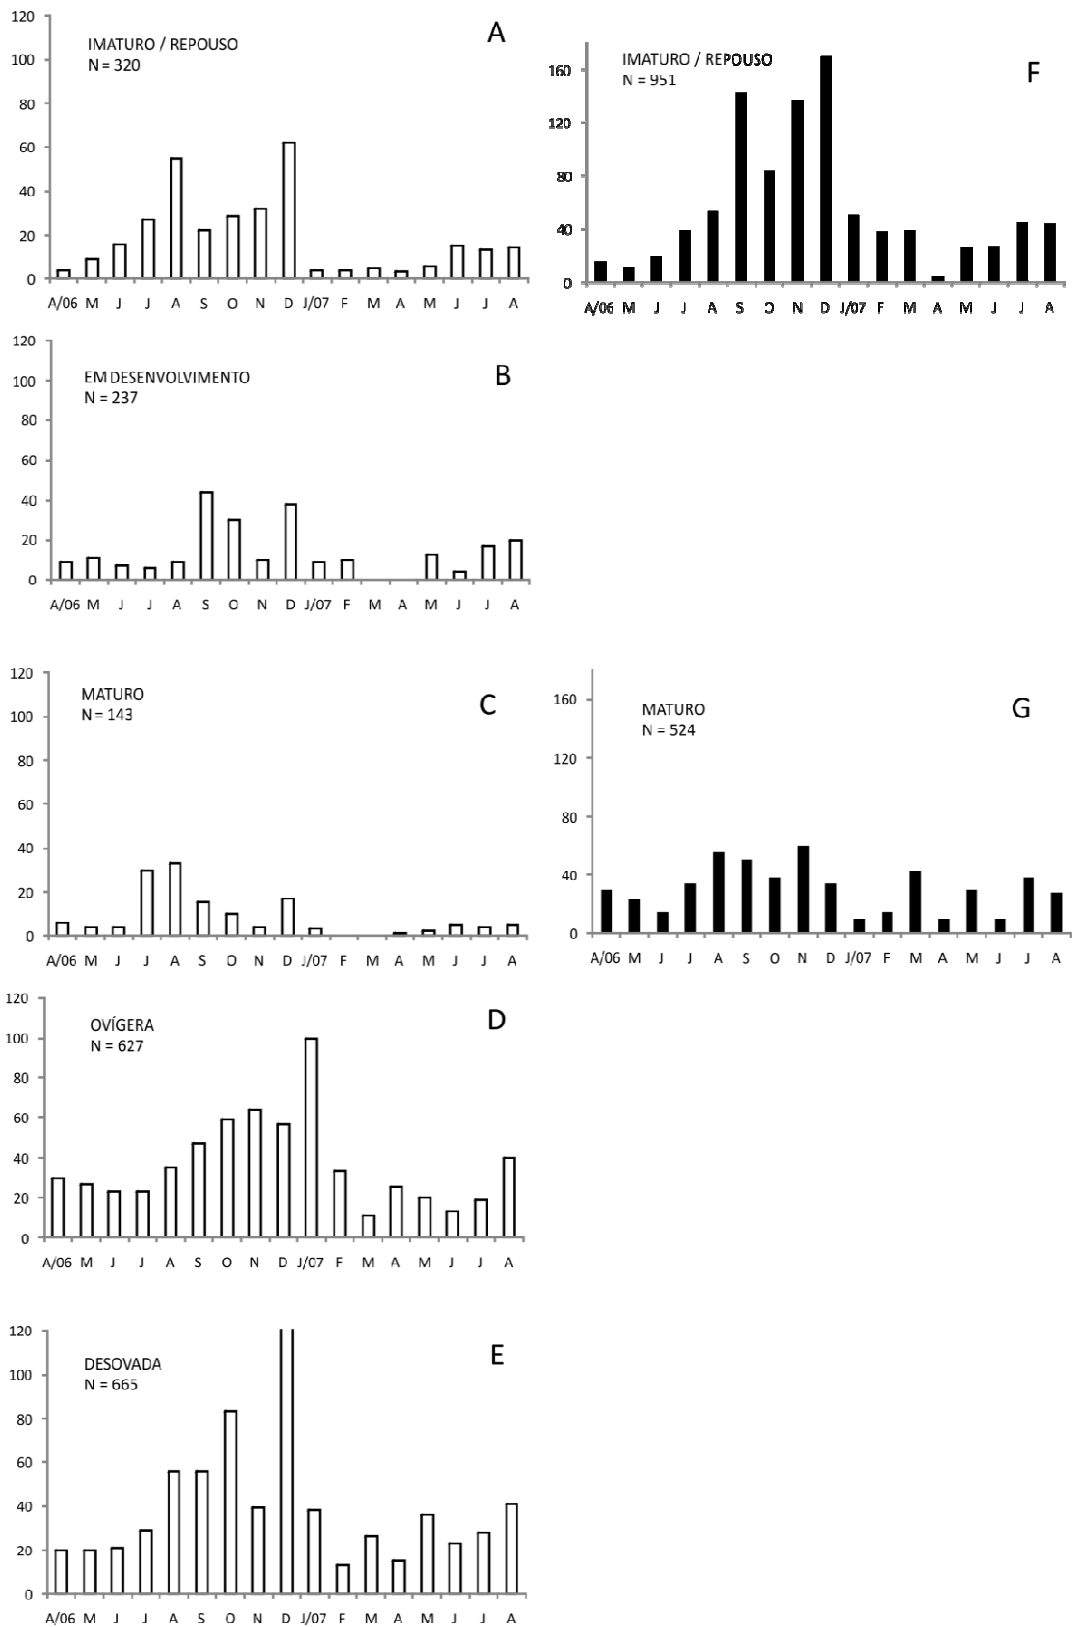 A
IMATURO / REPOUSO
N = 320
120
100
80
60
40
20
0
A/06 M J J A S O N D J/07 F M A M J J A
F
IMATURO / REPOUSO
N = 951
160
120
80
40
0
A/06 M J J A S O N D J/07 F M A M J J A
B
EM DESENVOLVIMENTO
N = 237
120
100
80
60
40
20
0
A/06 M J J A S O N D J/07 F M A M J J A
C
MATURO
N = 143
120
100
80
60
40
20
0
A/06 M J J A S O N D J/07 F M A M J J A
G
MATURO
N = 524
160
120
80
40
0
A/06 M J J A S O N D J/07 F M A M J J A
D
OVÍGERA
N = 627
120
100
80
60
40
20
0
A/06 M J J A S O N D J/07 F M A M J J A
E
DESOVADA
N = 665
120
100
80
60
40
20
0
A/06 M J J A S O N D J/07 F M A M J J A